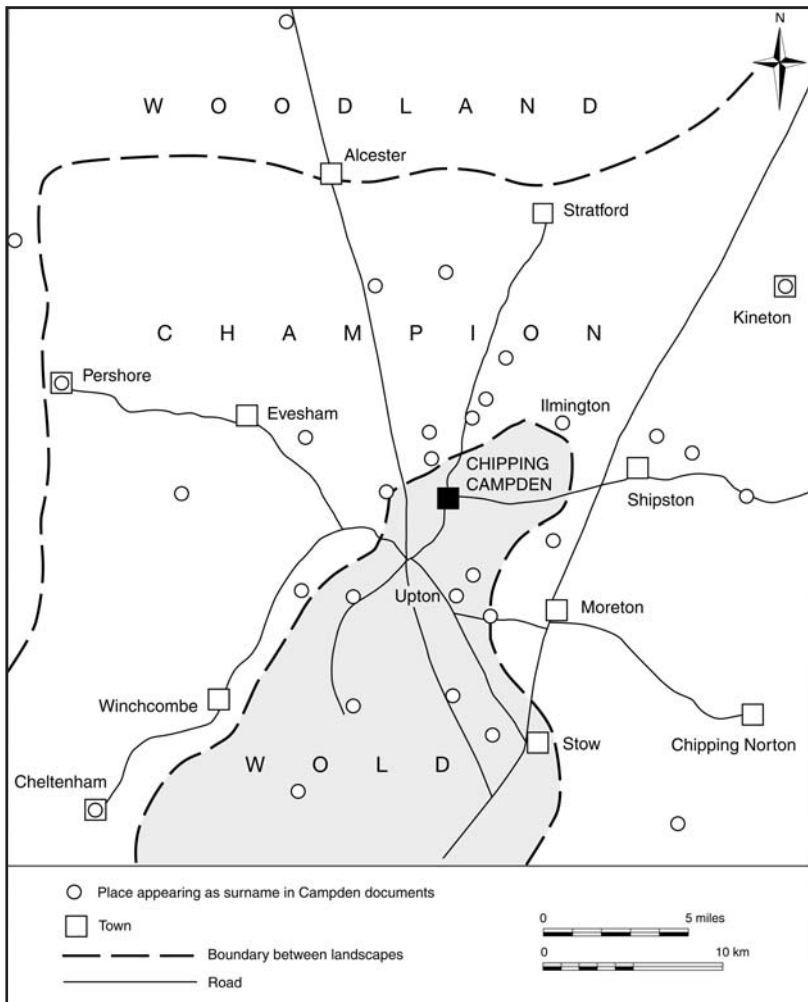 N
W O O D L A N D
Alcester
Stratford
Kineton
C H A M P I O N
Pershore
Evesham
Ilmington
CHIPPING
CAMPDEN
Shipston
Upton
Moreton
Winchcombe
Stow
Chipping Norton
W O L D
Cheltenham
Place appearing as surname in Campden documents
Town
Boundary between landscapes
Road
0 5 miles
0 10 km